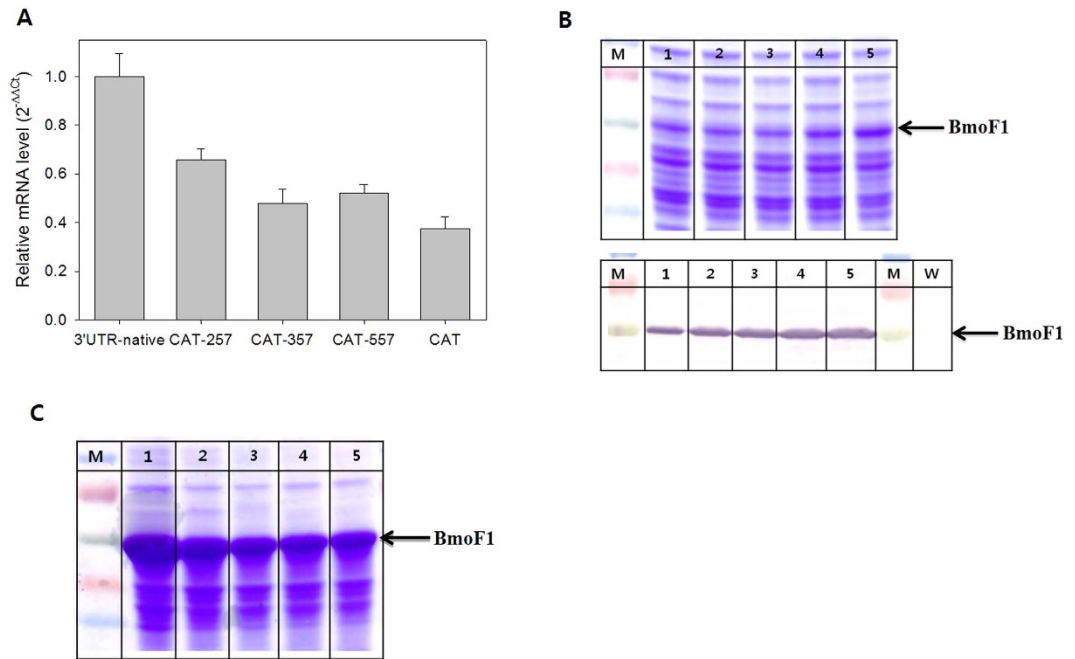 A
Relative mRNA level (2^-ΔΔCt)
1.0
0.8
0.6
0.4
0.2
0.0
3'UTR-native CAT-257 CAT-357 CAT-557 CAT
B
M 1 2 3 4 5
BmoF1
M 1 2 3 4 5 M W
BmoF1
C
M 1 2 3 4 5
BmoF1